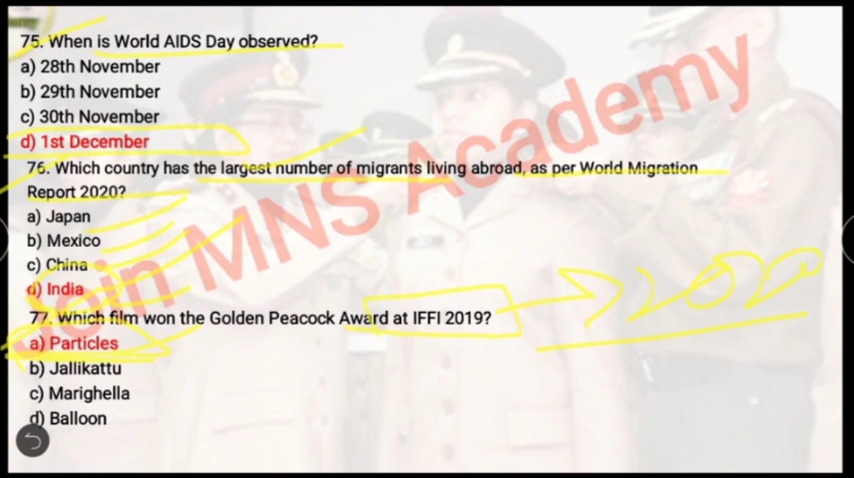 75. When is World AIDS Day observed?
a) 28th November
b) 29th November
c) 30th November
d) 1st December
76. Which country has the largest number of migrants living abroad, as per World Migration
Report 2020?
a) Japan
b) Mexico
c) China
d) India
77. Which film won the Golden Peacock Award at IFFI 2019?
a) Particles
b) Jallikattu
c) Marighella
d) Balloon
Join MNS Academy
2020